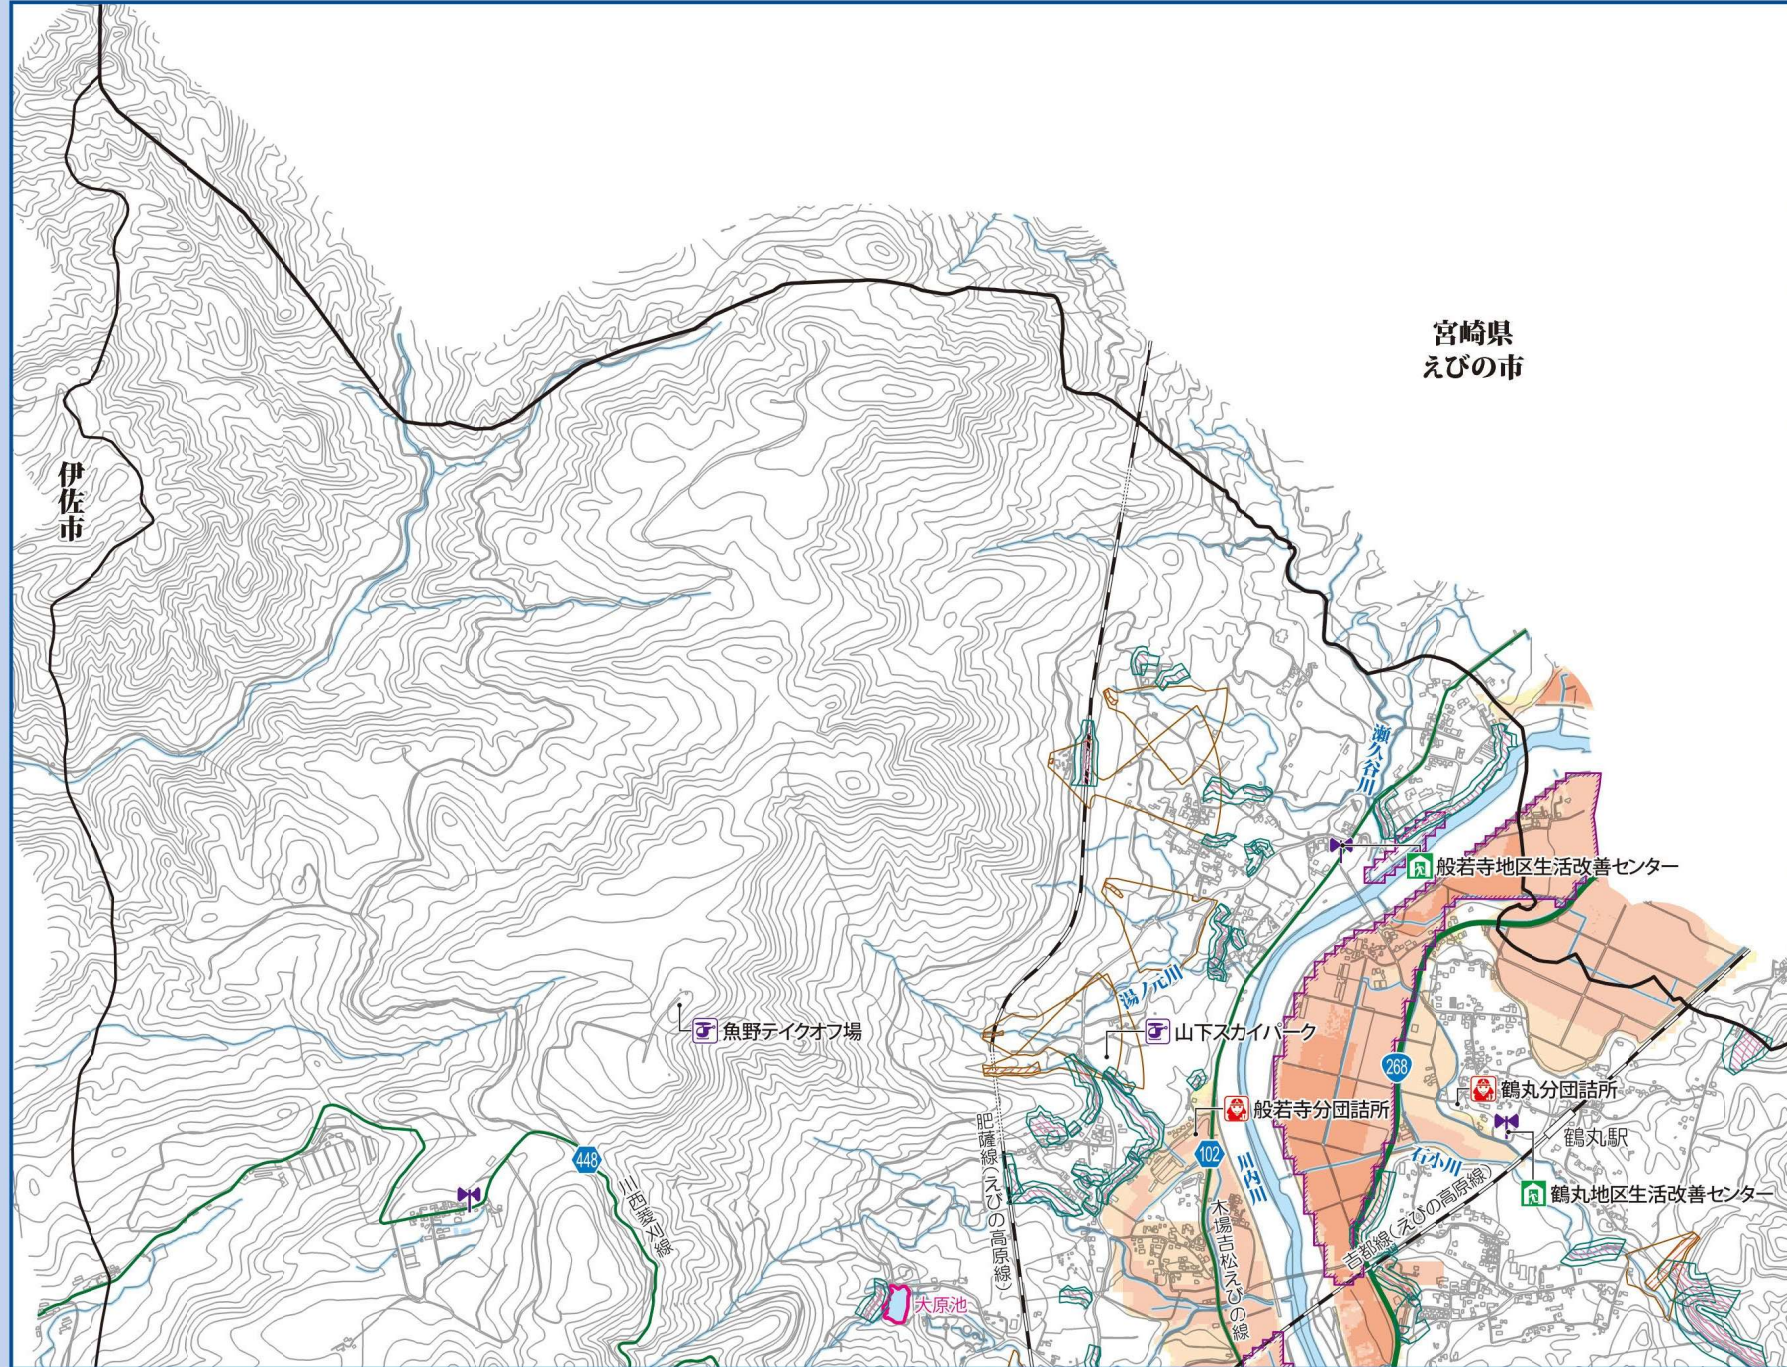 宮崎県
えびの市
伊佐市
瀬久谷川
般若寺地区生活改善センター
湯ノ元川
魚野テイクオフ場
山下スカイパーク
268
鶴丸分団詰所
般若寺分団詰所
鶴丸駅
448
102
川内川
石小川
鶴丸地区生活改善センター
肥薩線(えびの高原線)
川西菱刈線
木場吉松えびの線
吉都線(えびの高原線)
大原池